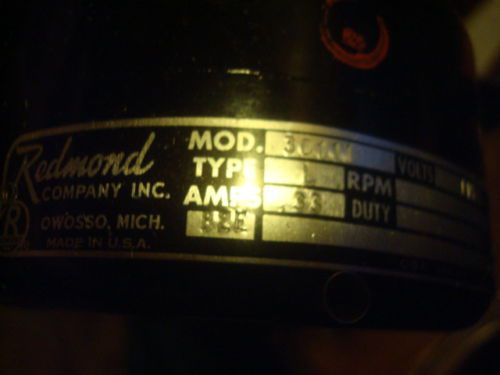 Redmond
COMPANY INC.
OWOSSO, MICH.
MADE IN U.S.A.
R
MOD.
TYPE L RPM
AMPS .33 DUTY
VOLTS